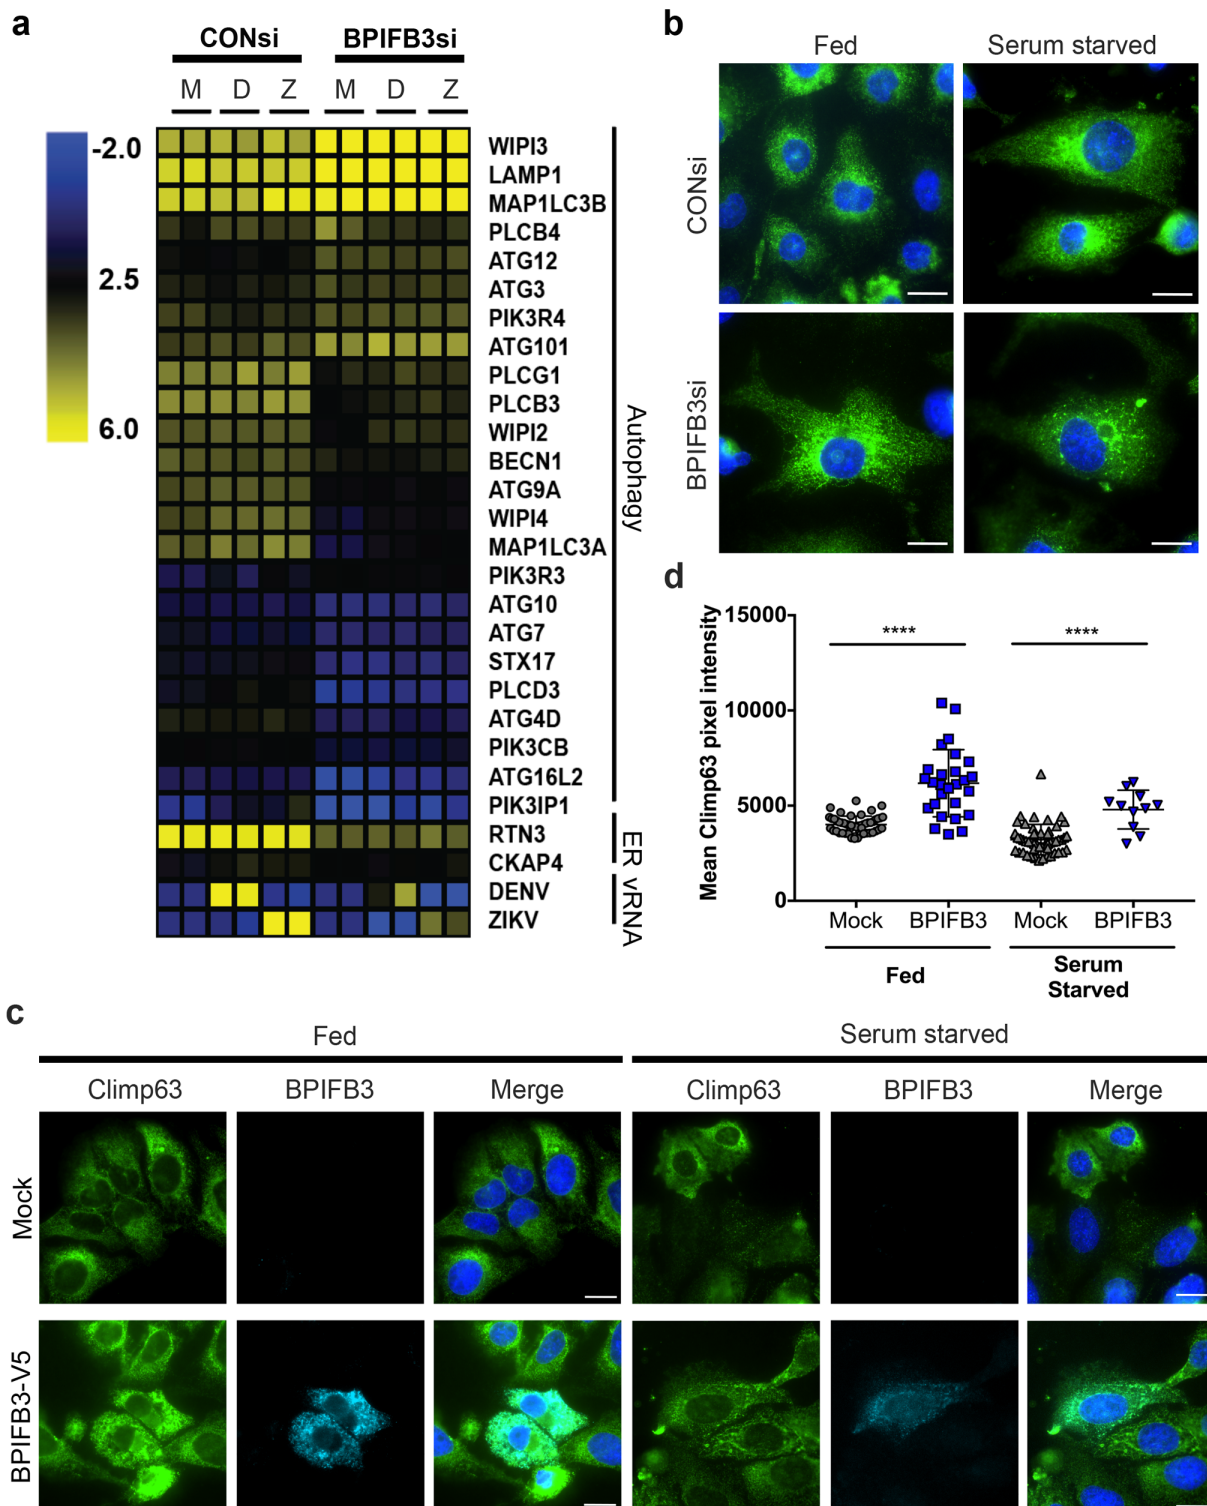 a
CONsi BPIFB3si
M D Z M D Z
-2.0
2.5
6.0
WIPI3
LAMP1
MAP1LC3B
PLCB4
ATG12
ATG3
PIK3R4
ATG101
PLCG1
PLCB3
WIPI2
BECN1
ATG9A
WIPI4
MAP1LC3A
PIK3R3
ATG10
ATG7
STX17
PLCD3
ATG4D
PIK3CB
ATG16L2
PIK3IP1
RTN3
CKAP4
DENV
ZIKV
Autophagy
ER
vRNA
b
Fed Serum starved
CONsi
BPIFB3si
d
Mean Climp63 pixel intensity
15000
10000
5000
0
**** ****
Mock BPIFB3 Mock BPIFB3
Fed Serum
Starved
c
Fed Serum starved
Climp63 BPIFB3 Merge Climp63 BPIFB3 Merge
Mock
BPIFB3-V5